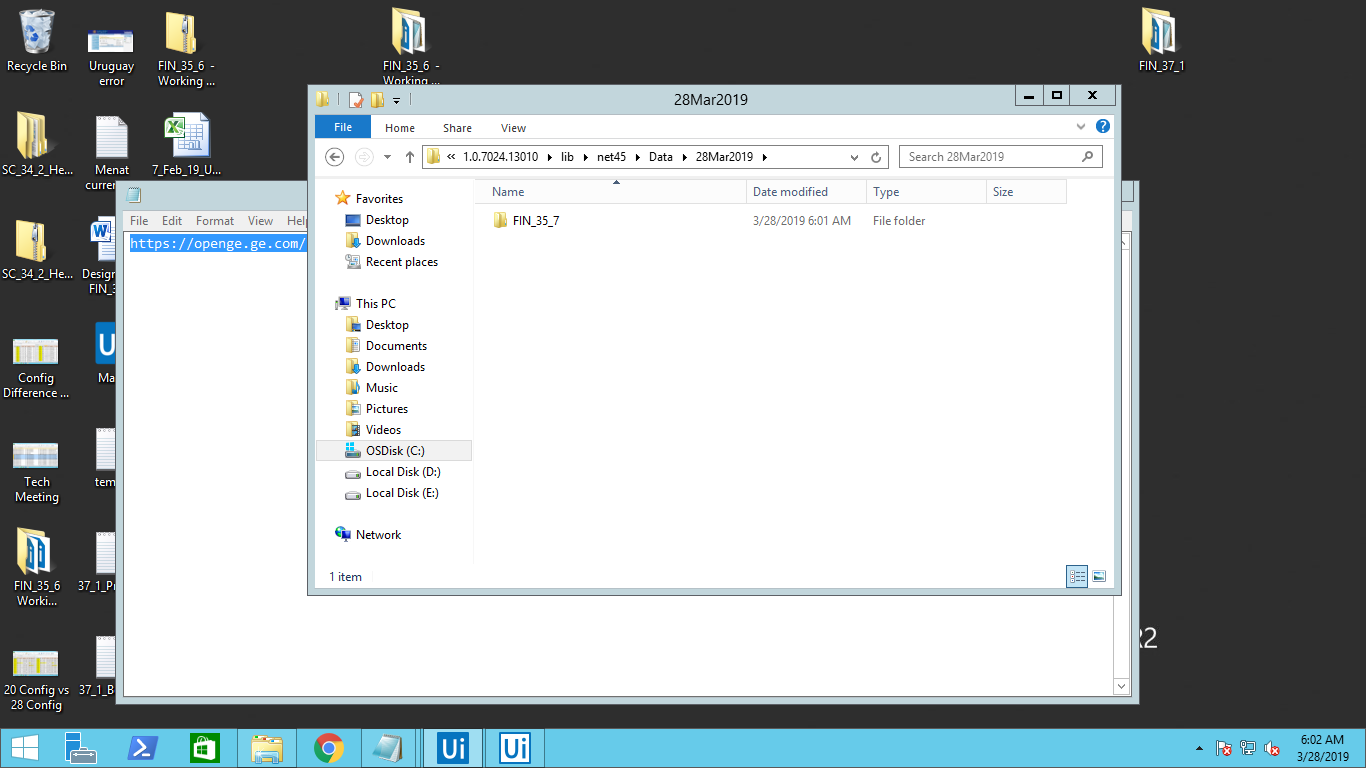 Recycle Bin
Uruguay
error
FIN_35_6 -
Working ...
FIN_35_6 -
Working ...
FIN_37_1
SC_34_2_He...
Menat
curren
7_Feb_19_U...
SC_34_2_He...
Design
FIN_3
Config
Difference ...
Ma
Tech
Meeting
tem
FIN_35_6
Worki...
37_1_Pr
20 Config vs
28 Config
37_1_B
28Mar2019
File
Home
Share
View
« 1.0.7024.13010 lib net45 Data 28Mar2019
Search 28Mar2019
Favorites
Desktop
Downloads
Recent places
This PC
Desktop
Documents
Downloads
Music
Pictures
Videos
OSDisk (C:)
Local Disk (D:)
Local Disk (E:)
Network
Name Date modified Type Size
FIN_35_7 3/28/2019 6:01 AM File folder
1 item
File Edit Format View Help
https://openge.ge.com/
R2
Ui
Ui
Ui
6:02 AM
3/28/2019